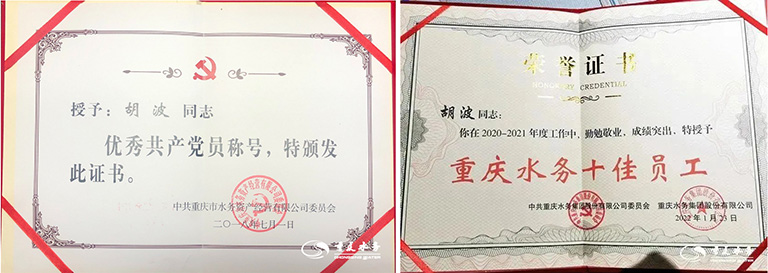 授予：胡波 同志
优秀共产党员称号，特颁发
此证书。
中共重庆市水务资产经营有限公司委员会
二〇一八年七月一日
荣誉证书
HONORARY CREDENTIAL
胡波同志：
你在2020-2021年度工作中，勤勉敬业，成绩突出，特授予
重庆水务十佳员工
中共重庆水务集团股份有限公司委员会 重庆水务集团股份有限公司
2022年1月23日